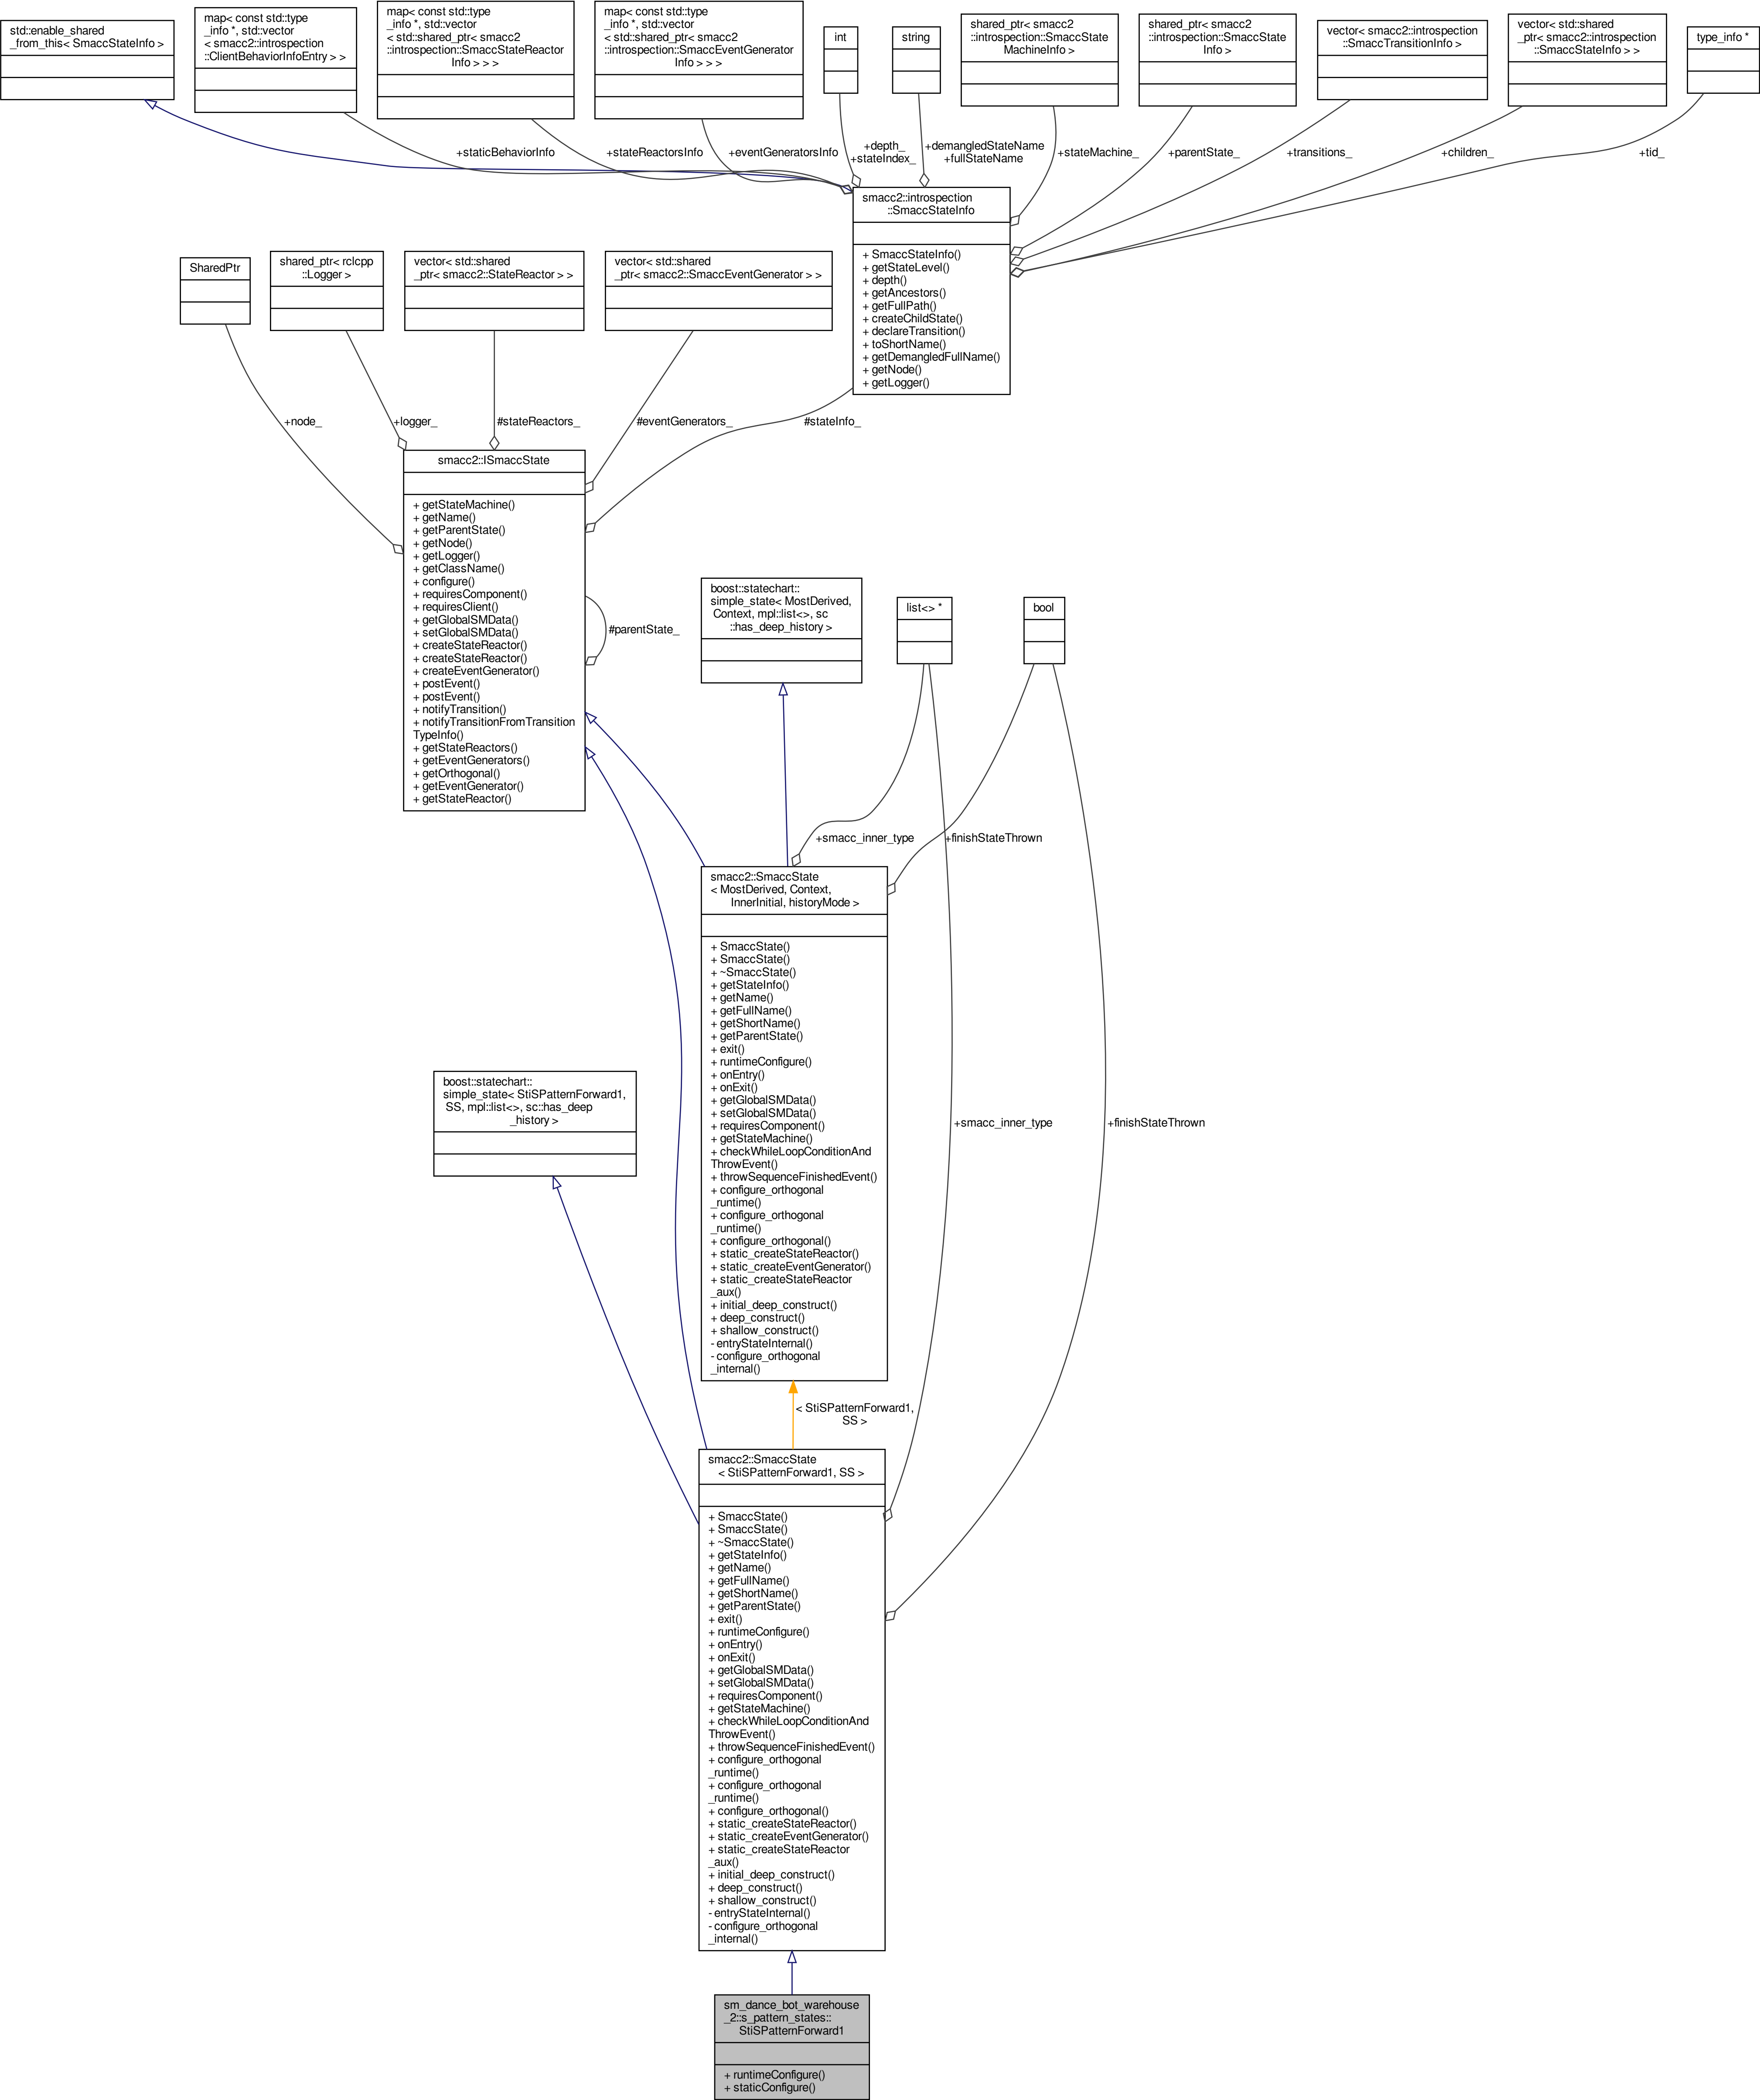 std::enable_shared
_from_this< SmaccStateInfo >
map< const std::type
_info *, std::vector
< smacc2::introspection
::ClientBehaviorInfoEntry > >
map< const std::type
_info *, std::vector
< std::shared_ptr< smacc2
::introspection::SmaccStateReactor
Info > > >
map< const std::type
_info *, std::vector
< std::shared_ptr< smacc2
::introspection::SmaccEventGenerator
Info > > >
int
string
shared_ptr< smacc2
::introspection::SmaccState
MachineInfo >
shared_ptr< smacc2
::introspection::SmaccState
Info >
vector< smacc2::introspection
::SmaccTransitionInfo >
vector< std::shared
_ptr< smacc2::introspection
::SmaccStateInfo > >
type_info *
+staticBehaviorInfo
+stateReactorsInfo
+eventGeneratorsInfo
+depth_
+stateIndex_
+demangledStateName
+fullStateName
+stateMachine_
+parentState_
+transitions_
+children_
+tid_
smacc2::introspection
::SmaccStateInfo
+ SmaccStateInfo()
+ getStateLevel()
+ depth()
+ getAncestors()
+ getFullPath()
+ createChildState()
+ declareTransition()
+ toShortName()
+ getDemangledFullName()
+ getNode()
+ getLogger()
SharedPtr
shared_ptr< rclcpp
::Logger >
vector< std::shared
_ptr< smacc2::StateReactor > >
vector< std::shared
_ptr< smacc2::SmaccEventGenerator > >
+node_
+logger_
#stateReactors_
#eventGenerators_
#stateInfo_
smacc2::ISmaccState
+ getStateMachine()
+ getName()
+ getParentState()
+ getNode()
+ getLogger()
+ getClassName()
+ configure()
+ requiresComponent()
+ requiresClient()
+ getGlobalSMData()
+ setGlobalSMData()
+ createStateReactor()
+ createStateReactor()
+ createEventGenerator()
+ postEvent()
+ postEvent()
+ notifyTransition()
+ notifyTransitionFromTransition
TypeInfo()
+ getStateReactors()
+ getEventGenerators()
+ getOrthogonal()
+ getEventGenerator()
+ getStateReactor()
#parentState_
boost::statechart::
simple_state< MostDerived,
Context, mpl::list<>, sc
::has_deep_history >
list<> *
bool
+smacc_inner_type
+finishStateThrown
smacc2::SmaccState
< MostDerived, Context,
InnerInitial, historyMode >
+ SmaccState()
+ SmaccState()
+ ~SmaccState()
+ getStateInfo()
+ getName()
+ getFullName()
+ getShortName()
+ getParentState()
+ exit()
+ runtimeConfigure()
+ onEntry()
+ onExit()
+ getGlobalSMData()
+ setGlobalSMData()
+ requiresComponent()
+ getStateMachine()
+ checkWhileLoopConditionAnd
ThrowEvent()
+ throwSequenceFinishedEvent()
+ configure_orthogonal
_runtime()
+ configure_orthogonal
_runtime()
+ configure_orthogonal()
+ static_createStateReactor()
+ static_createEventGenerator()
+ static_createStateReactor
_aux()
+ initial_deep_construct()
+ deep_construct()
+ shallow_construct()
- entryStateInternal()
- configure_orthogonal
_internal()
boost::statechart::
simple_state< StiSPatternForward1,
SS, mpl::list<>, sc::has_deep
_history >
+smacc_inner_type
+finishStateThrown
< StiSPatternForward1,
SS >
smacc2::SmaccState
< StiSPatternForward1, SS >
+ SmaccState()
+ SmaccState()
+ ~SmaccState()
+ getStateInfo()
+ getName()
+ getFullName()
+ getShortName()
+ getParentState()
+ exit()
+ runtimeConfigure()
+ onEntry()
+ onExit()
+ getGlobalSMData()
+ setGlobalSMData()
+ requiresComponent()
+ getStateMachine()
+ checkWhileLoopConditionAnd
ThrowEvent()
+ throwSequenceFinishedEvent()
+ configure_orthogonal
_runtime()
+ configure_orthogonal
_runtime()
+ configure_orthogonal()
+ static_createStateReactor()
+ static_createEventGenerator()
+ static_createStateReactor
_aux()
+ initial_deep_construct()
+ deep_construct()
+ shallow_construct()
- entryStateInternal()
- configure_orthogonal
_internal()
sm_dance_bot_warehouse
_2::s_pattern_states::
StiSPatternForward1
+ runtimeConfigure()
+ staticConfigure()